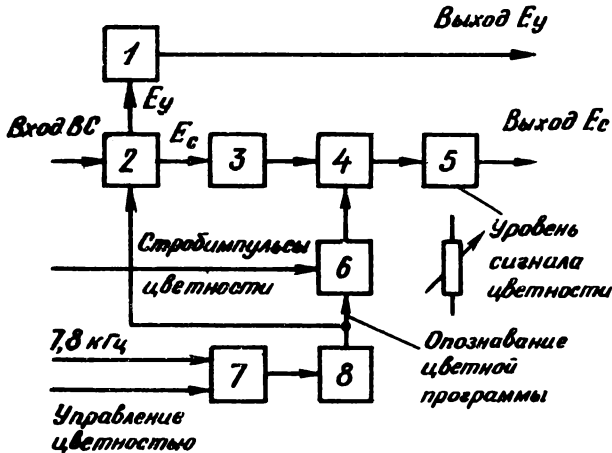 Выход Eу
1
Eу
Вход ВС
Eс
Выход Eс
2
3
4
5
Стробимпульсы
цветности
6
Уровень
сигнала
цветности
7,8 кГц
7
8
Опознавание
цветной
программы
Управление
цветностью